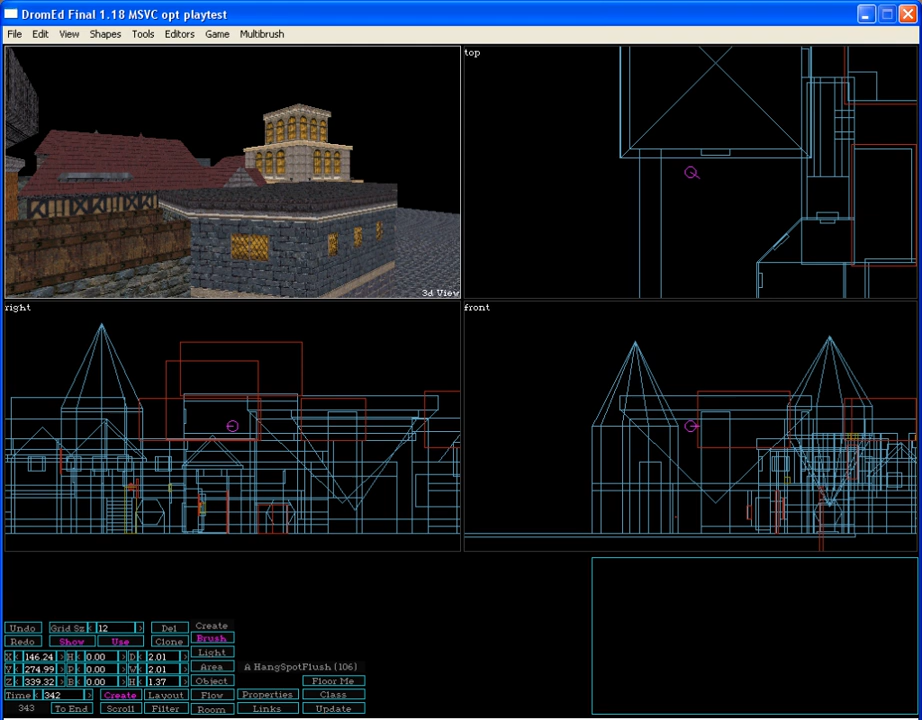 DromEd Final 1.18 MSVC opt playtest
File Edit View Shapes Tools Editors Game Multibrush
top
3d View
right
front
Undo Grid Sz 12 Del Create
Redo Show Use Clone Brush
X 146.24 H 0.00 D 2.01 Light
Y 274.99 P 0.00 W 2.01 Area A HangSpotFlush (106)
Z 339.32 B 0.00 H 1.37 Object Floor Me
Time 342 Create Layout Flow Properties Class
343 To End Scroll Filter Room Links Update